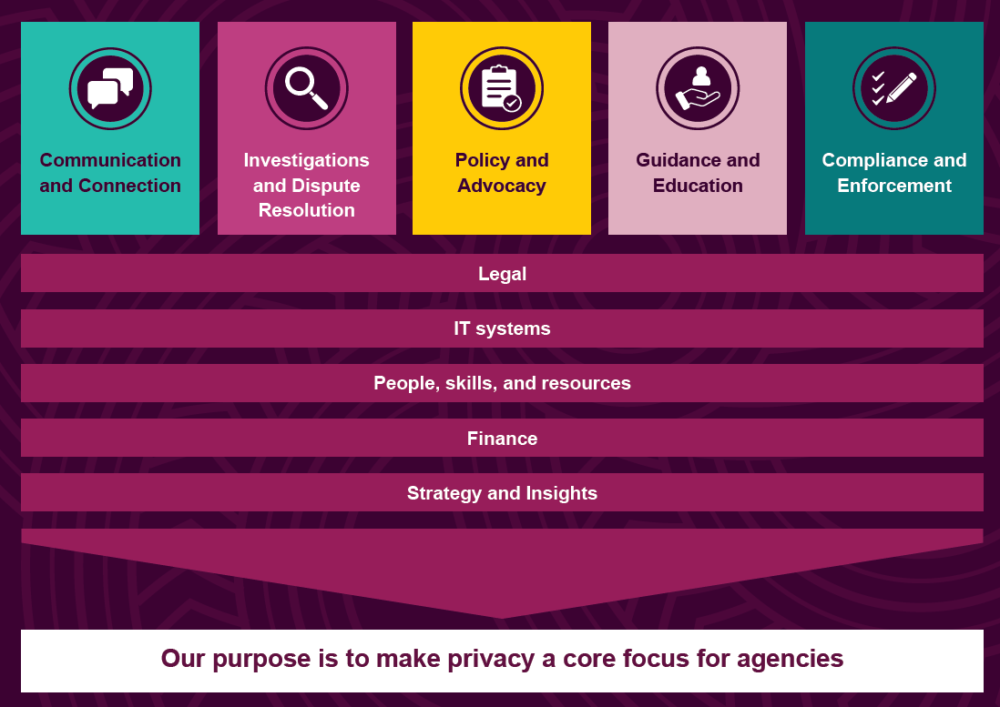 Communication
and Connection
Investigations
and Dispute
Resolution
Policy and
Advocacy
Guidance and
Education
Compliance and
Enforcement
Legal
IT systems
People, skills, and resources
Finance
Strategy and Insights
Our purpose is to make privacy a core focus for agencies